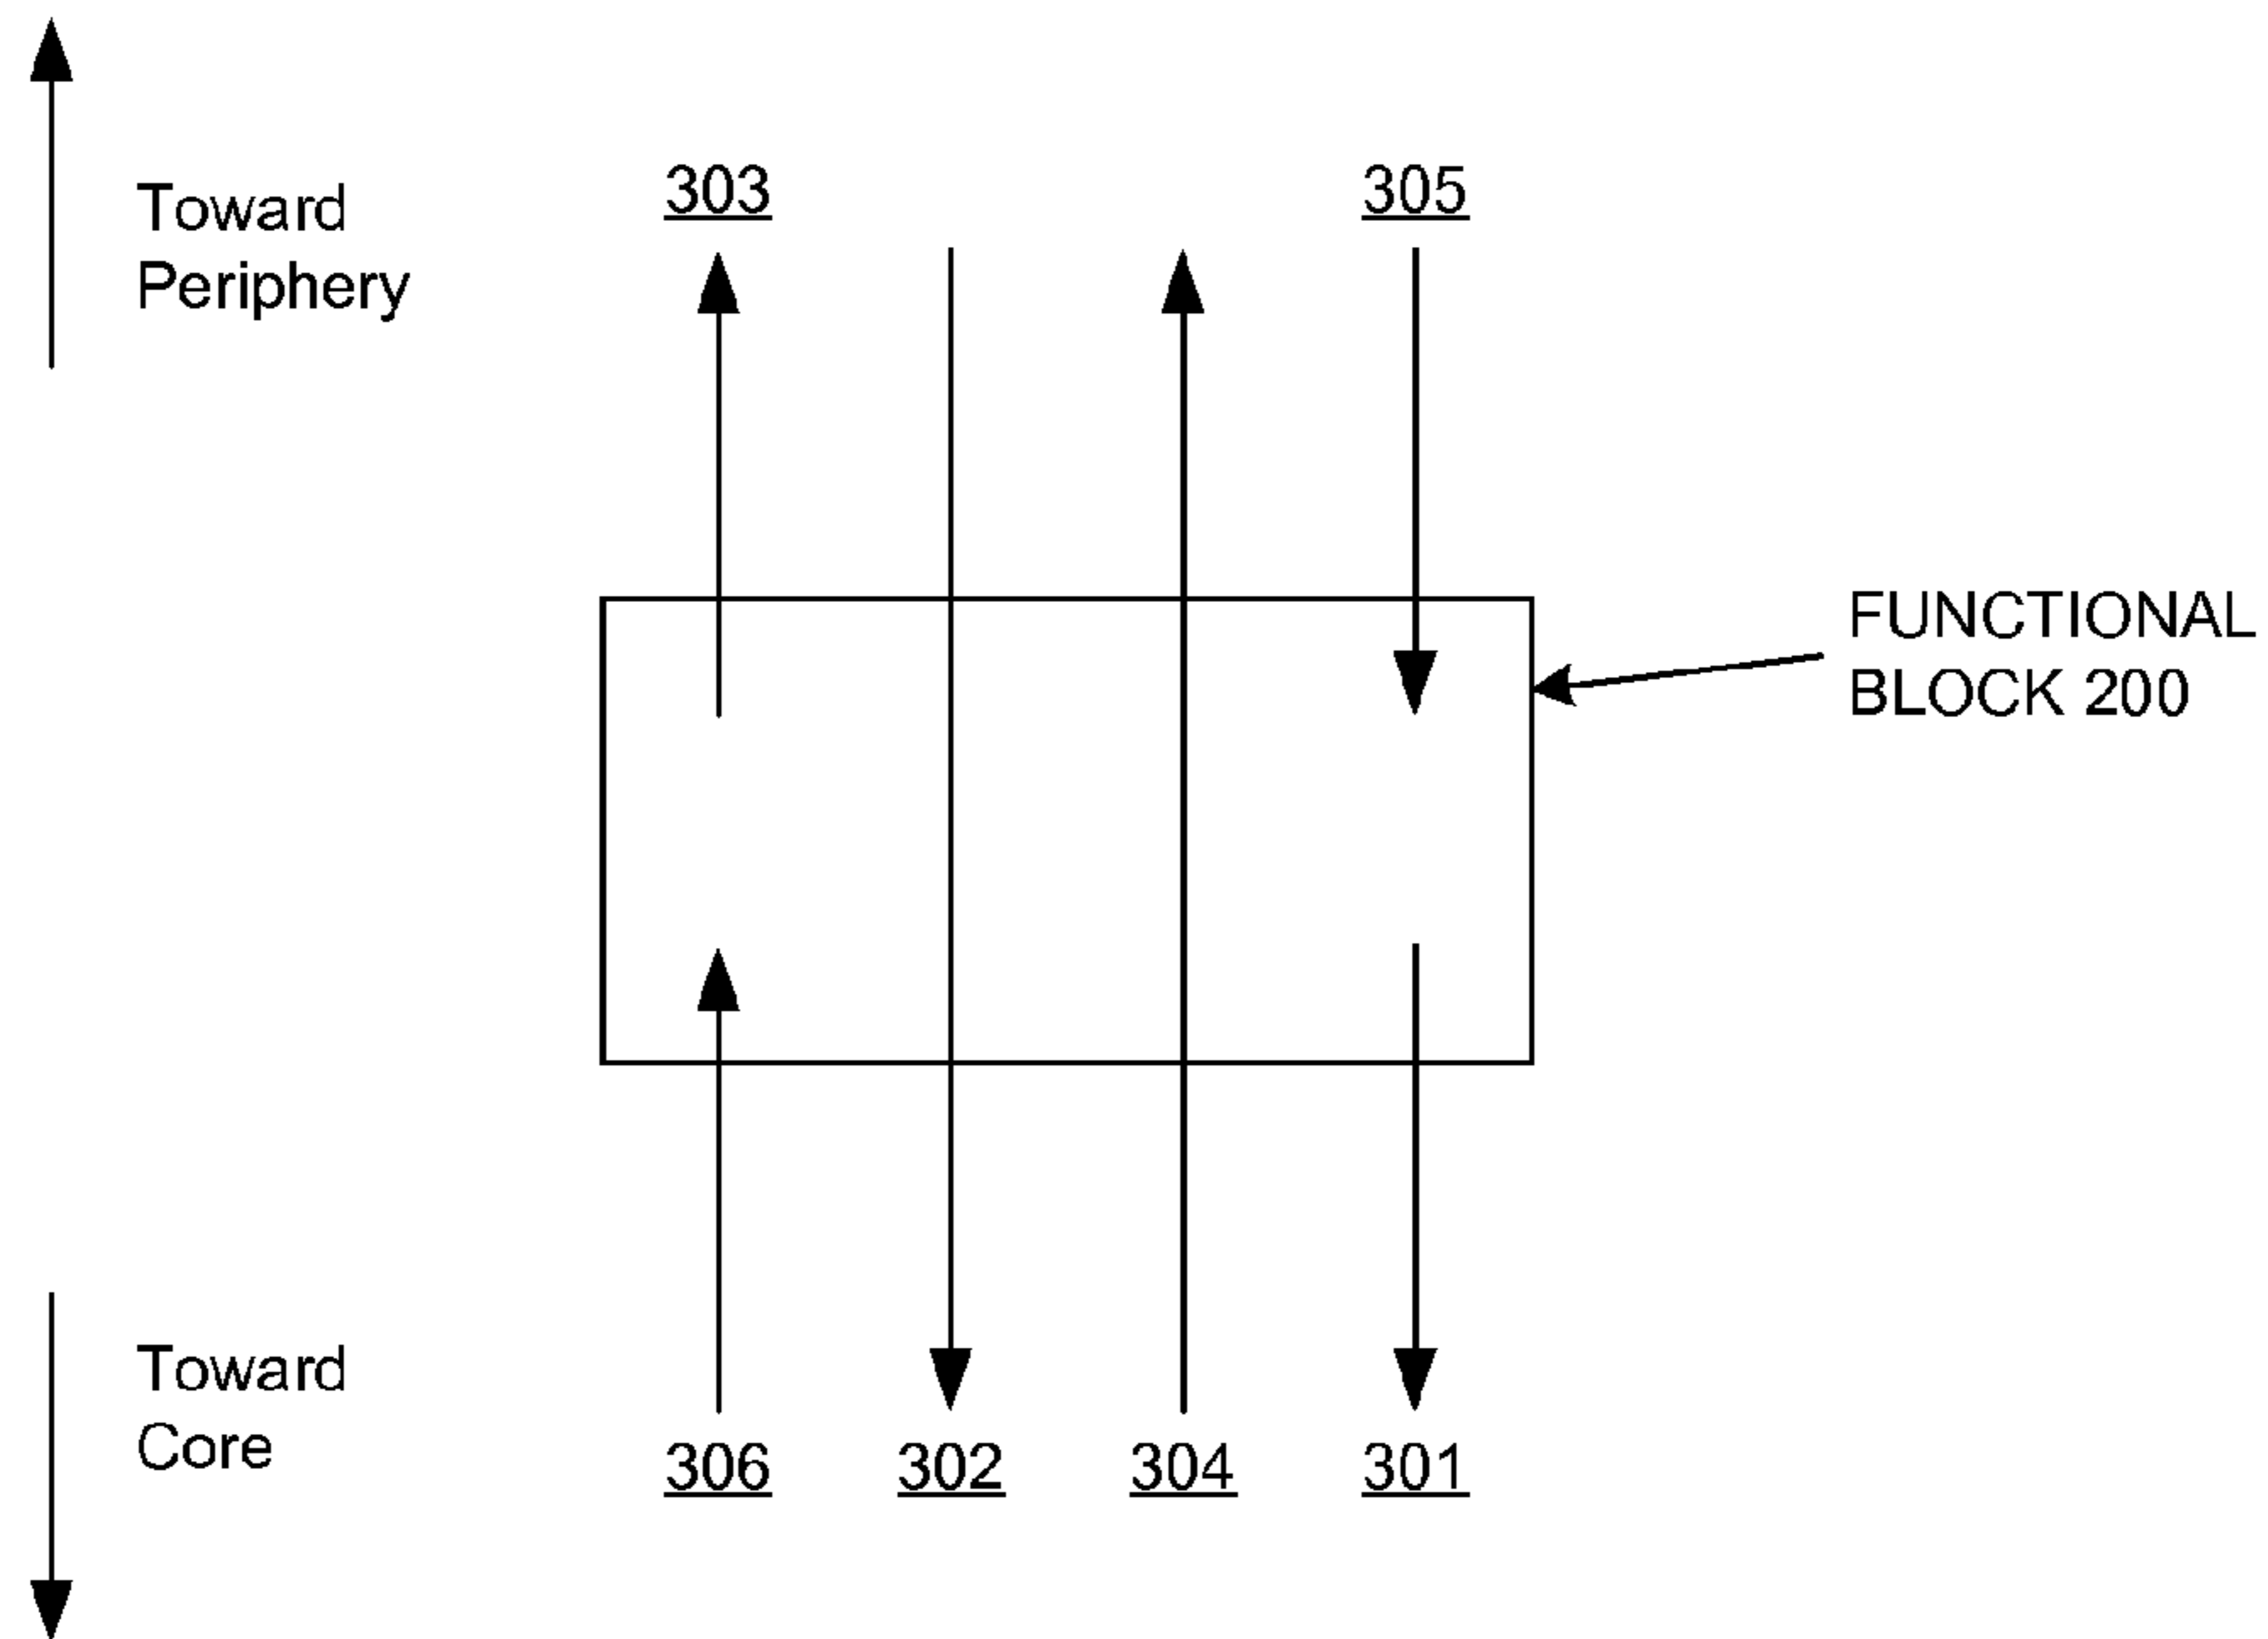 Toward
Periphery
303
305
FUNCTIONAL
BLOCK 200
Toward
Core
306
302
304
301